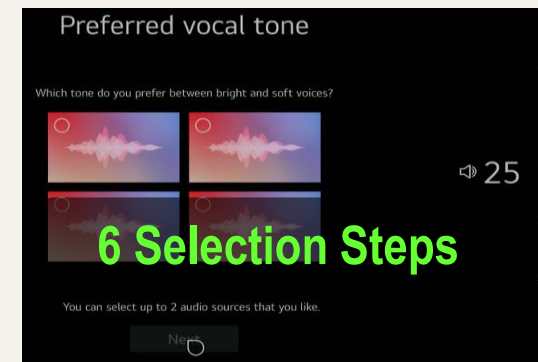 Preferred vocal tone
Which tone do you prefer between bright and soft voices?
25
6 Selection Steps
You can select up to 2 audio sources that you like.
Next